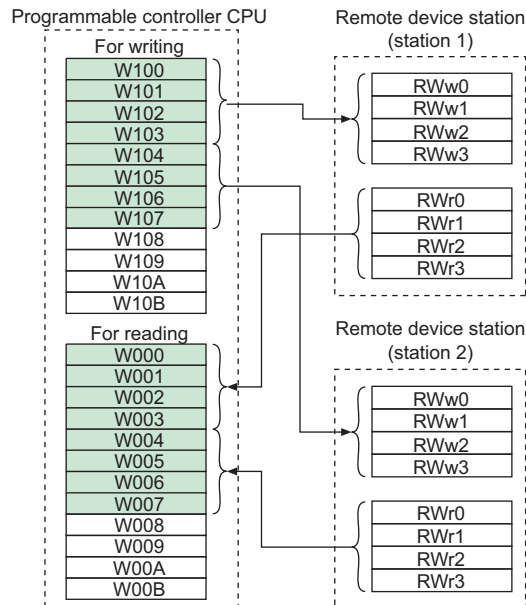 Programmable controller CPU
For writing
W100
W101
W102
W103
W104
W105
W106
W107
W108
W109
W10A
W10B
For reading
W000
W001
W002
W003
W004
W005
W006
W007
W008
W009
W00A
W00B
Remote device station
(station 1)
RWw0
RWw1
RWw2
RWw3
RWr0
RWr1
RWr2
RWr3
Remote device station
(station 2)
RWw0
RWw1
RWw2
RWw3
RWr0
RWr1
RWr2
RWr3